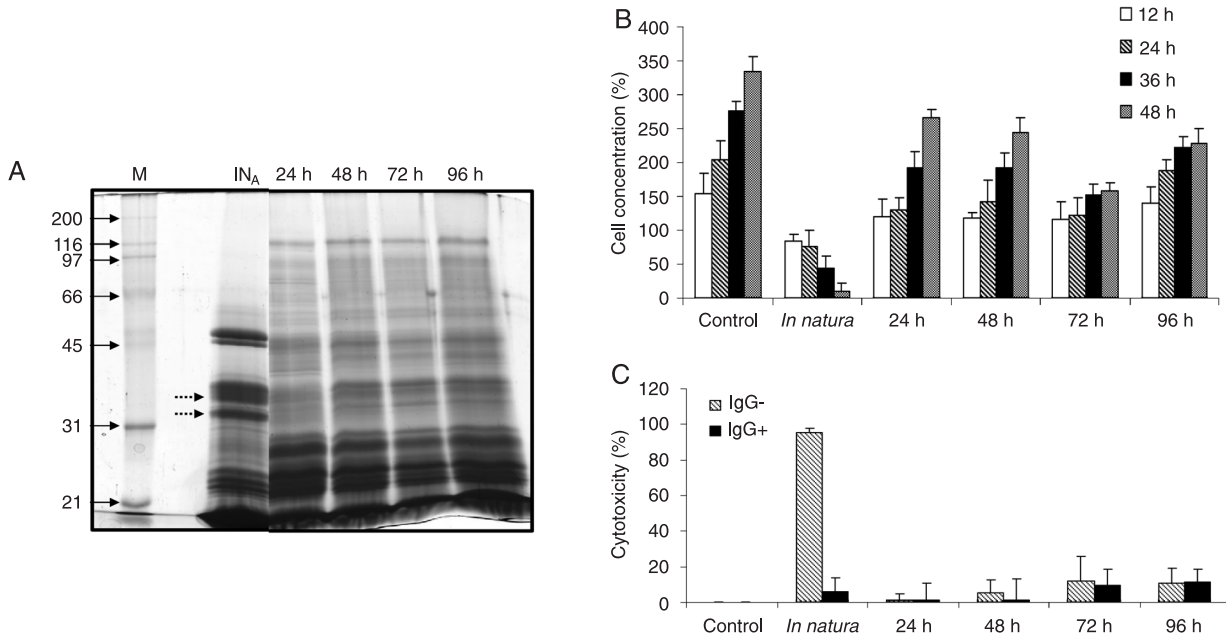 A
M IN_A 24 h 48 h 72 h 96 h
200
116
97
66
45
31
21
B
Cell concentration (%)
400
350
300
250
200
150
100
50
0
12 h
24 h
36 h
48 h
Control In natura 24 h 48 h 72 h 96 h
C
Cytotoxicity (%)
120
100
80
60
40
20
0
IgG-
IgG+
Control In natura 24 h 48 h 72 h 96 h